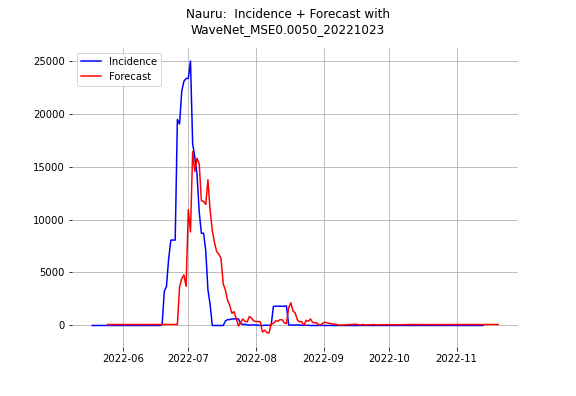 Nauru:  Incidence + Forecast with
WaveNet_MSE0.0050_20221023
Incidence
Forecast
25000
20000
15000
10000
5000
0
2022-06 2022-07 2022-08 2022-09 2022-10 2022-11